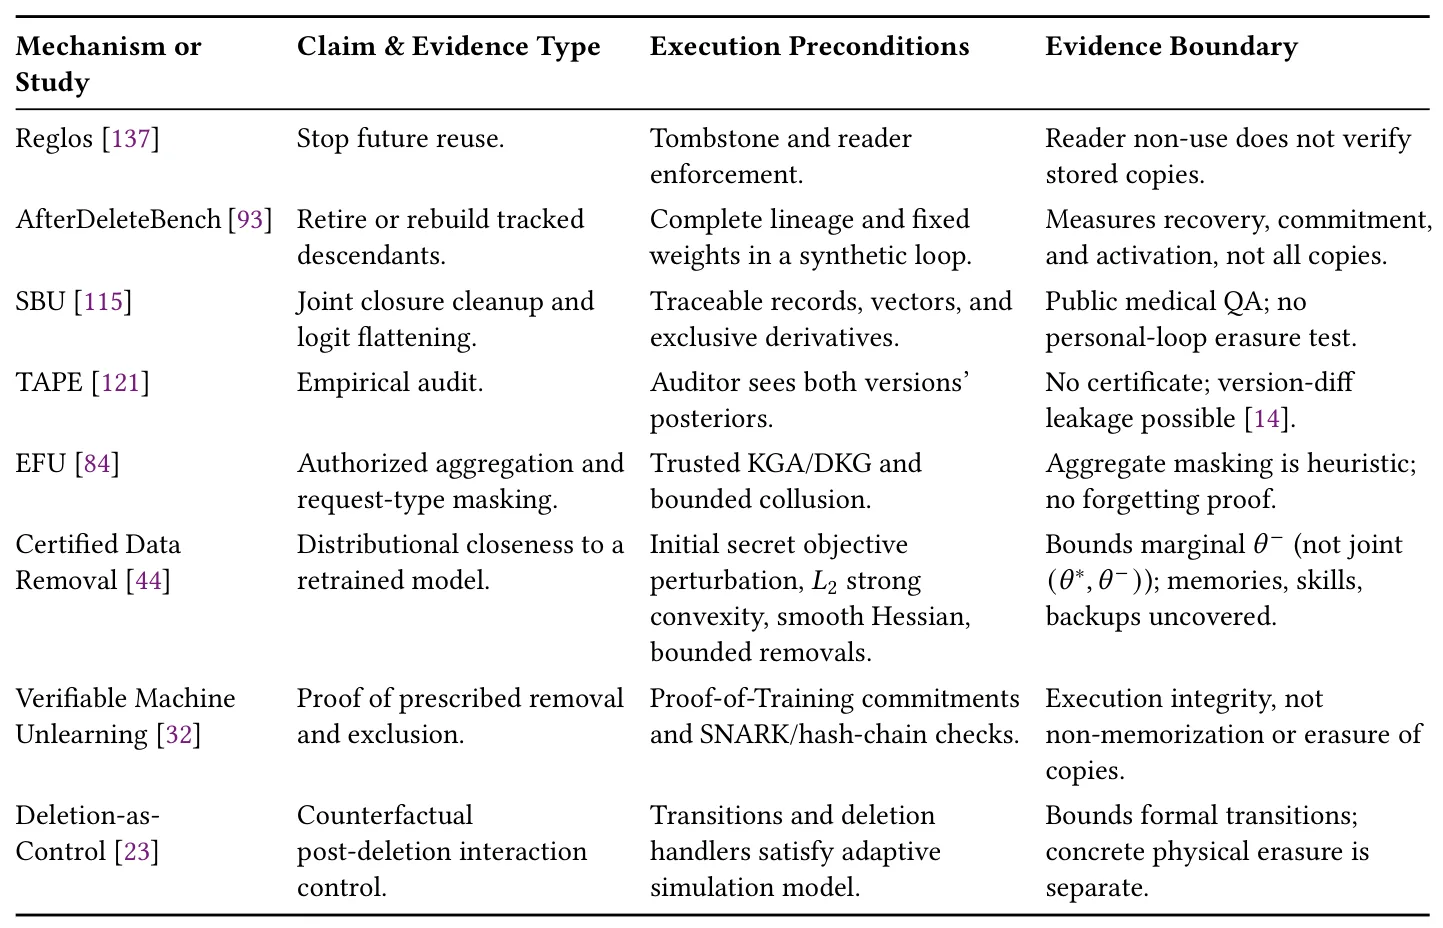 Mechanism or Study | Claim & Evidence Type | Execution Preconditions | Evidence Boundary
Reglos [137] | Stop future reuse. | Tombstone and reader enforcement. | Reader non-use does not verify stored copies.
AfterDeleteBench [93] | Retire or rebuild tracked descendants. | Complete lineage and fixed weights in a synthetic loop. | Measures recovery, commitment, and activation, not all copies.
SBU [115] | Joint closure cleanup and logit flattening. | Traceable records, vectors, and exclusive derivatives. | Public medical QA; no personal-loop erasure test.
TAPE [121] | Empirical audit. | Auditor sees both versions’ posteriors. | No certificate; version-diff leakage possible [14].
EFU [84] | Authorized aggregation and request-type masking. | Trusted KGA/DKG and bounded collusion. | Aggregate masking is heuristic; no forgetting proof.
Certified Data Removal [44] | Distributional closeness to a retrained model. | Initial secret objective perturbation, L₂ strong convexity, smooth Hessian, bounded removals. | Bounds marginal θ⁻ (not joint (θ*, θ⁻)); memories, skills, backups uncovered.
Verifiable Machine Unlearning [32] | Proof of prescribed removal and exclusion. | Proof-of-Training commitments and SNARK/hash-chain checks. | Execution integrity, not non-memorization or erasure of copies.
Deletion-as-Control [23] | Counterfactual post-deletion interaction control. | Transitions and deletion handlers satisfy adaptive simulation model. | Bounds formal transitions; concrete physical erasure is separate.